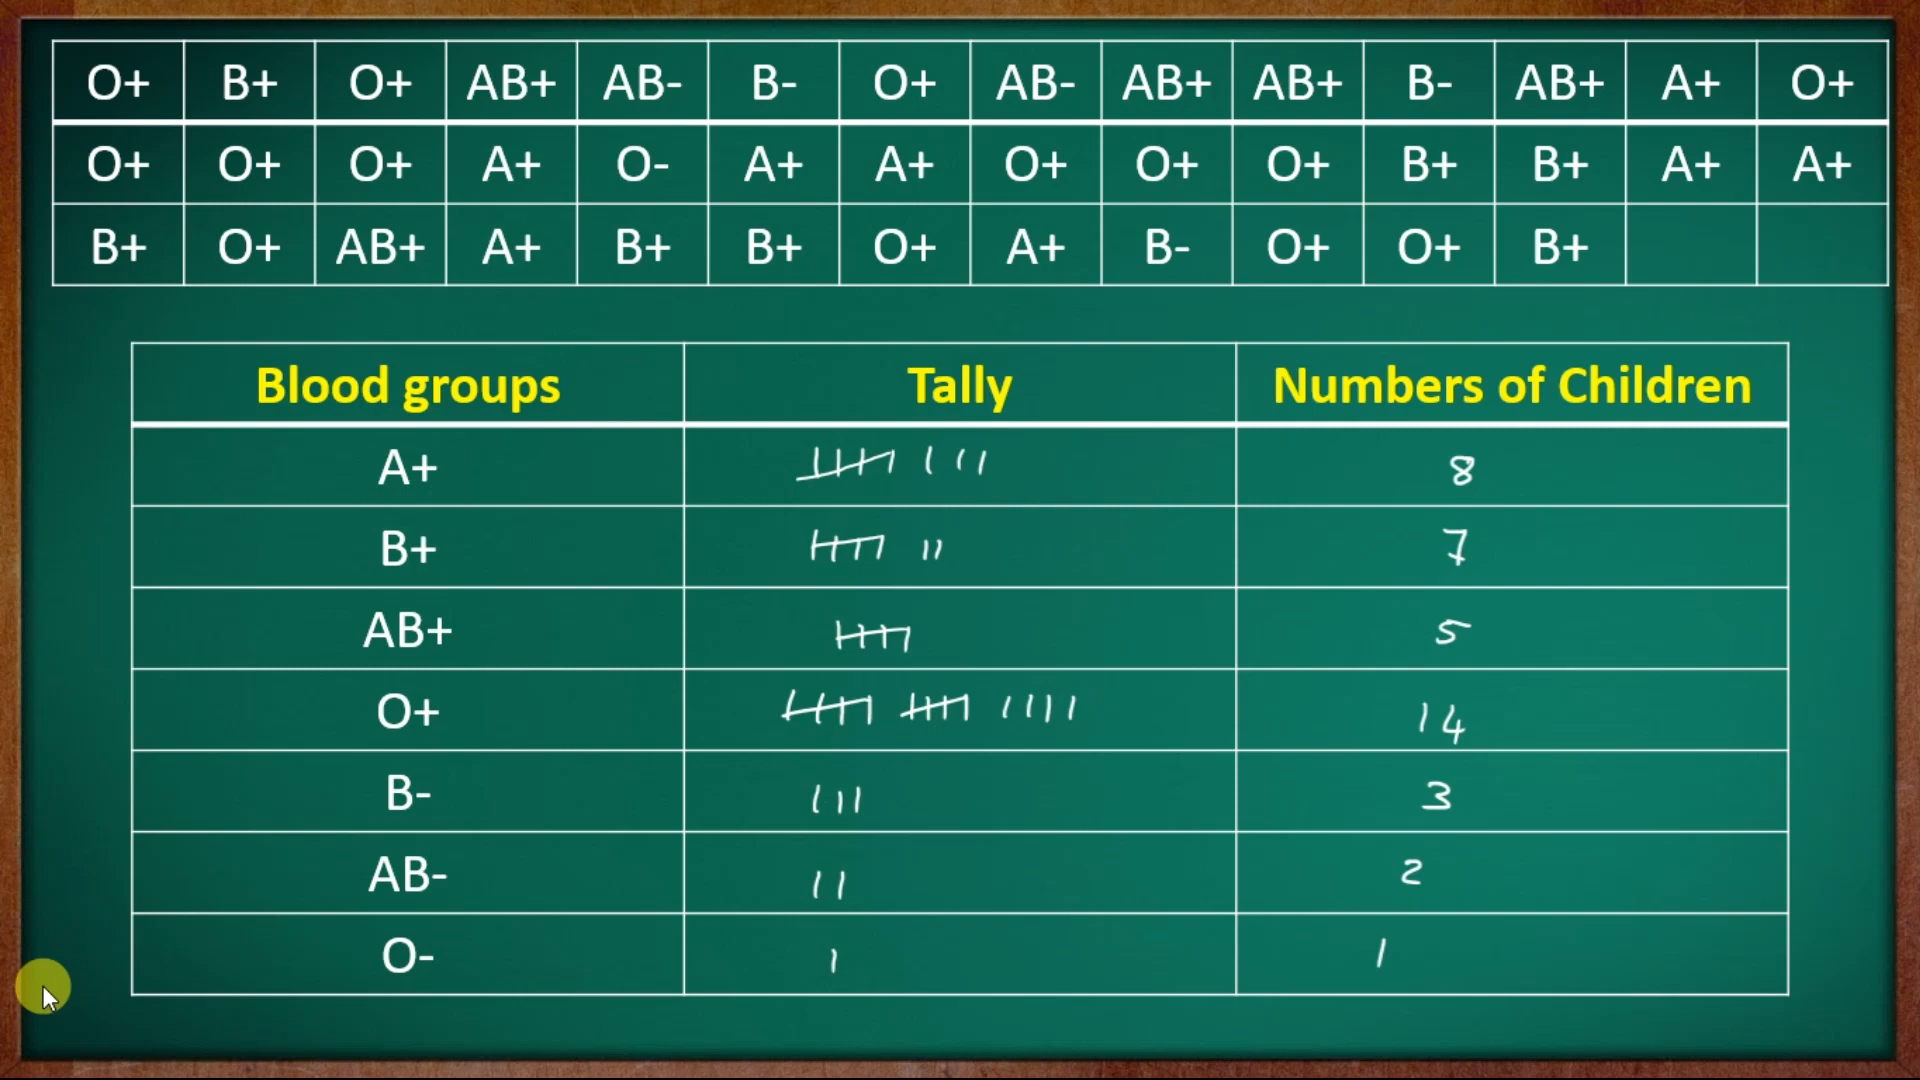 O+ B+ O+ AB+ AB- B- O+ AB- AB+ AB+ B- AB+ A+ O+
O+ O+ O+ A+ O- A+ A+ O+ O+ O+ B+ B+ A+ A+
B+ O+ AB+ A+ B+ B+ O+ A+ B- O+ O+ B+
Blood groups Tally Numbers of Children
A+ 8
B+ 7
AB+ 5
O+ 14
B- 3
AB- 2
O- 1